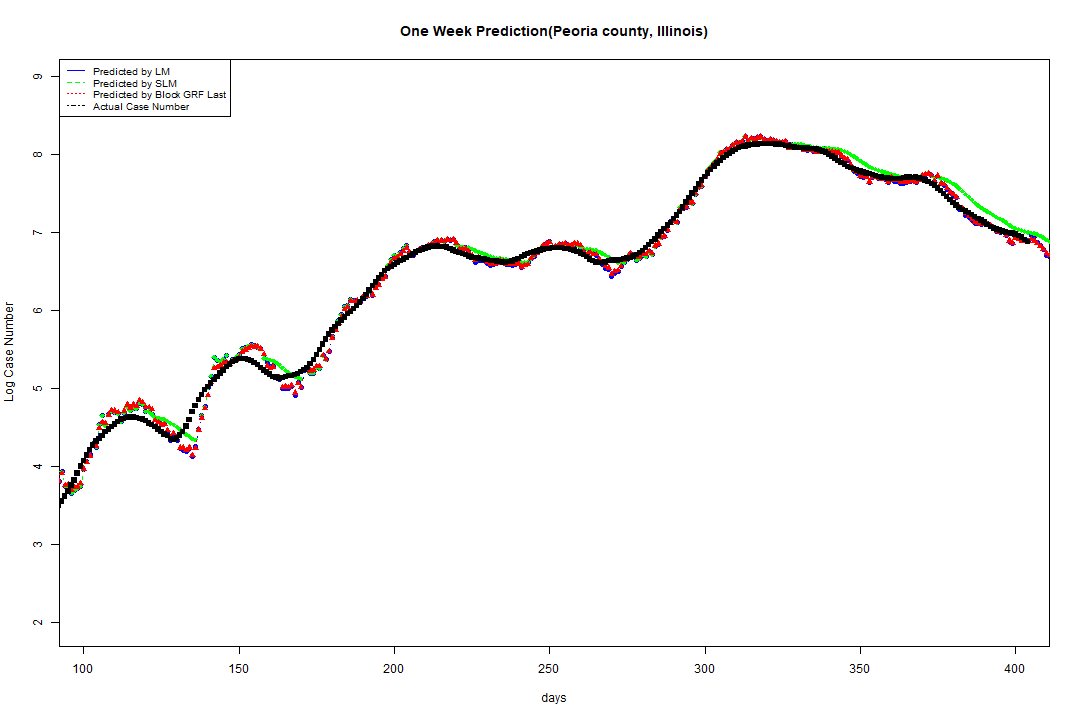 One Week Prediction(Peoria county, Illinois)
Predicted by LM
Predicted by SLM
Predicted by Block GRF Last
Actual Case Number
9
8
7
6
5
4
3
2
Log Case Number
100 150 200 250 300 350 400
days